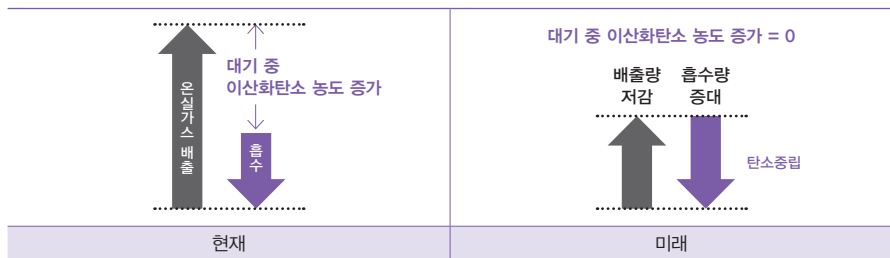 온실가스 배출
대기 중
이산화탄소 농도 증가
흡수
현재
대기 중 이산화탄소 농도 증가 = 0
배출량 흡수량
저감 증대
탄소중립
미래